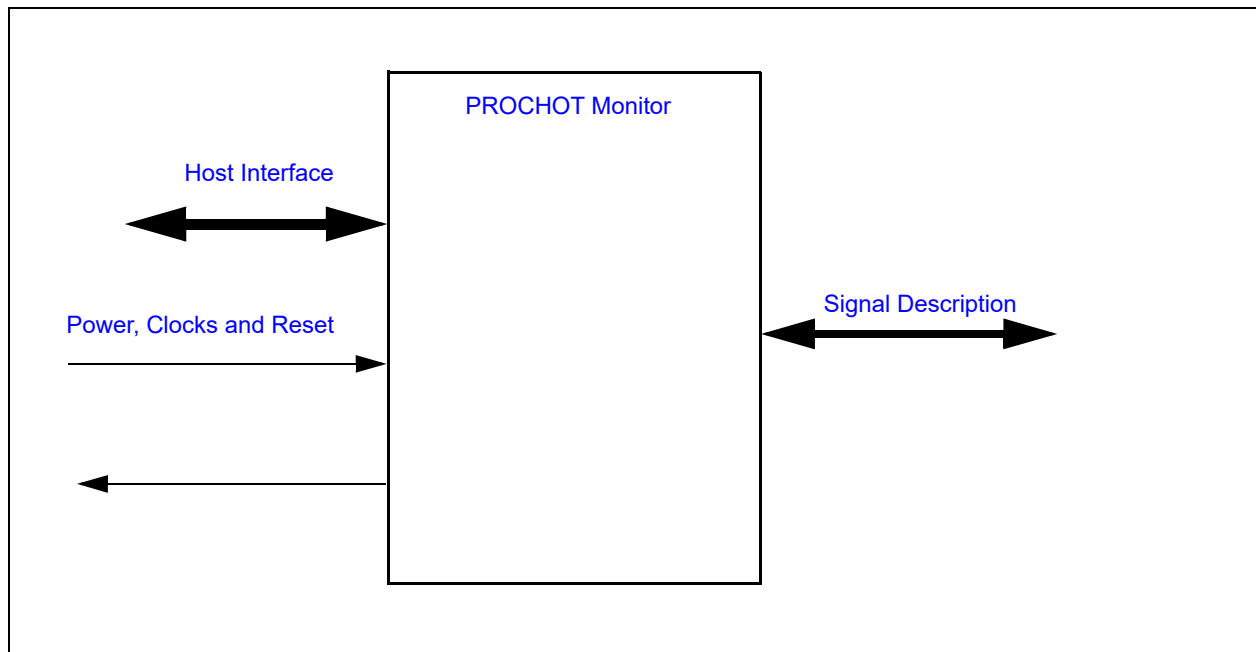 PROCHOT Monitor
Host Interface
Signal Description
Power, Clocks and Reset